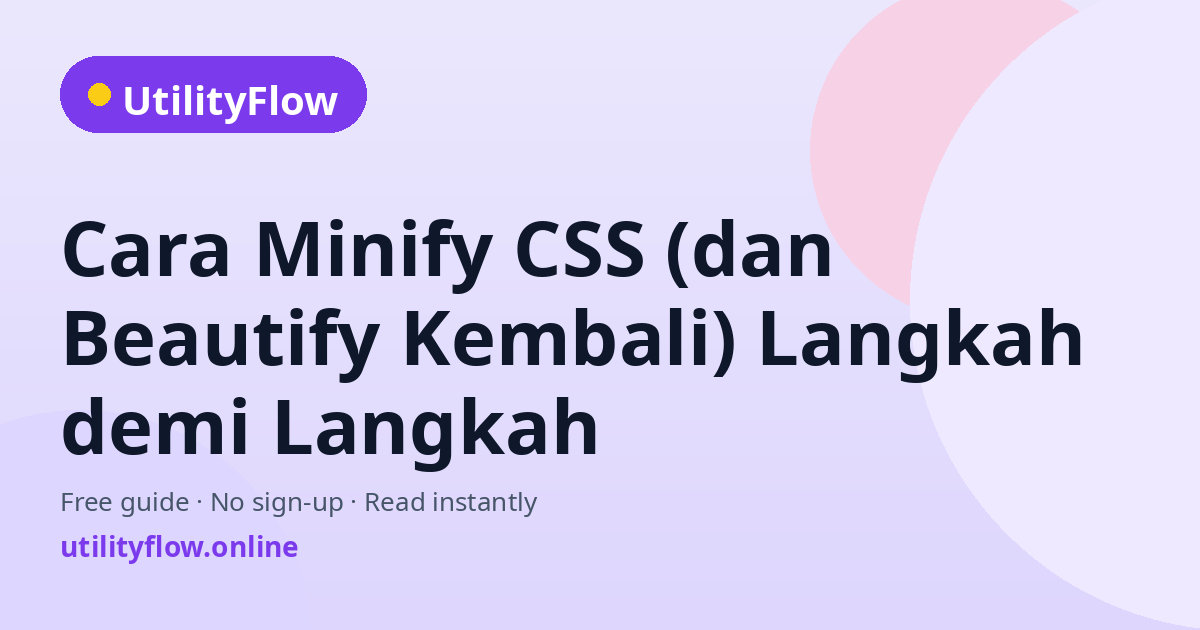 UtilityFlow
Cara Minify CSS (dan
Beautify Kembali) Langkah
demi Langkah
Free guide · No sign-up · Read instantly
utilityflow.online